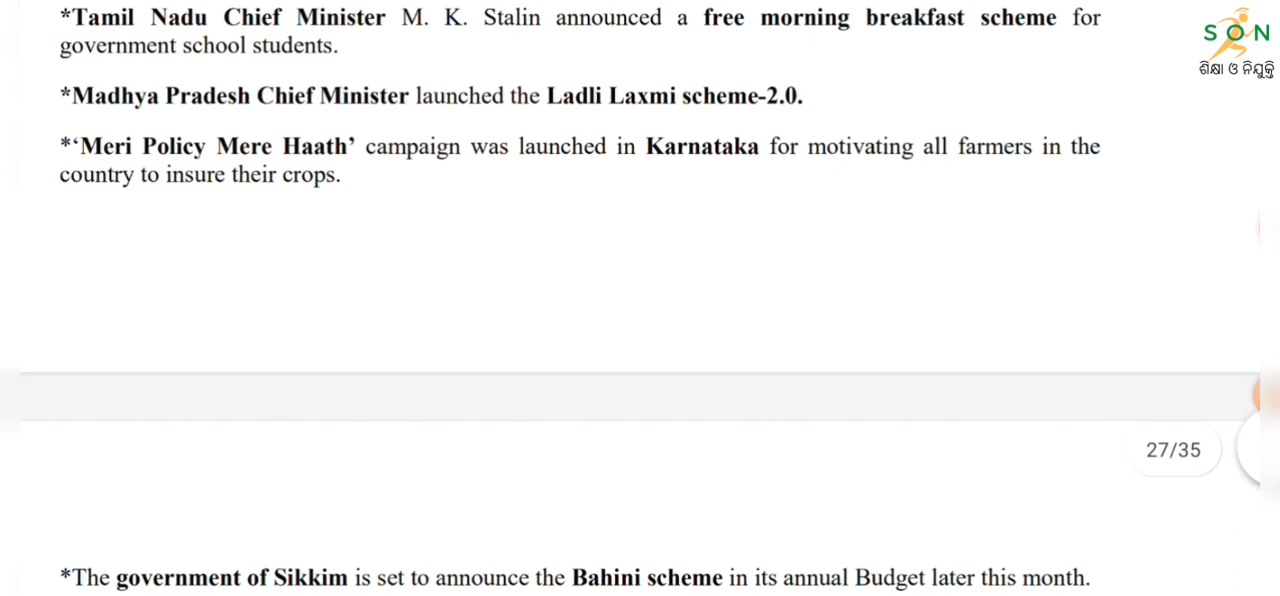 *Tamil Nadu Chief Minister M. K. Stalin announced a free morning breakfast scheme for
government school students.
*Madhya Pradesh Chief Minister launched the Ladli Laxmi scheme-2.0.
*‘Meri Policy Mere Haath’ campaign was launched in Karnataka for motivating all farmers in the
country to insure their crops.
S O N
ଶିକ୍ଷା ଓ ନିଯୁକ୍ତି
27/35
*The government of Sikkim is set to announce the Bahini scheme in its annual Budget later this month.